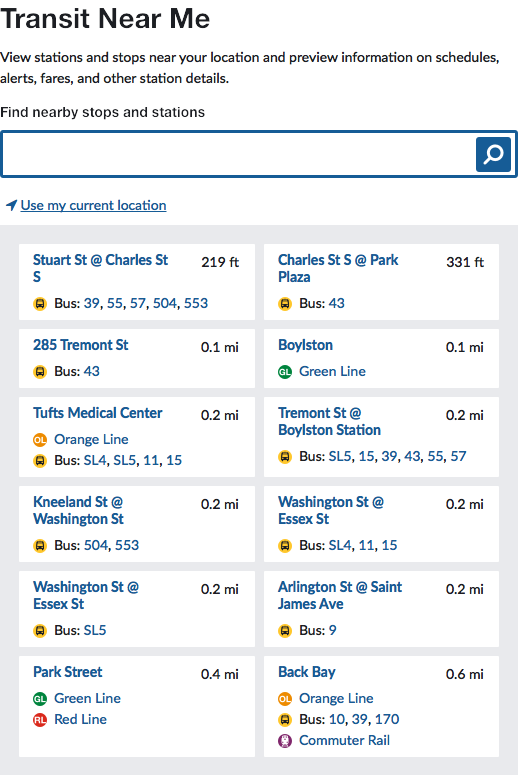 Transit Near Me
View stations and stops near your location and preview information on schedules,
alerts, fares, and other station details.
Find nearby stops and stations
Use my current location
Stuart St @ Charles St
S
219 ft
Bus: 39, 55, 57, 504, 553
Charles St S @ Park
Plaza
331 ft
Bus: 43
285 Tremont St
0.1 mi
Bus: 43
Boylston
0.1 mi
GL Green Line
Tufts Medical Center
0.2 mi
OL Orange Line
Bus: SL4, SL5, 11, 15
Tremont St @
Boylston Station
0.2 mi
Bus: SL5, 15, 39, 43, 55, 57
Kneeland St @
Washington St
0.2 mi
Bus: 504, 553
Washington St @
Essex St
0.2 mi
Bus: SL4, 11, 15
Washington St @
Essex St
0.2 mi
Bus: SL5
Arlington St @ Saint
James Ave
0.2 mi
Bus: 9
Park Street
0.4 mi
GL Green Line
RL Red Line
Back Bay
0.6 mi
OL Orange Line
Bus: 10, 39, 170
Commuter Rail